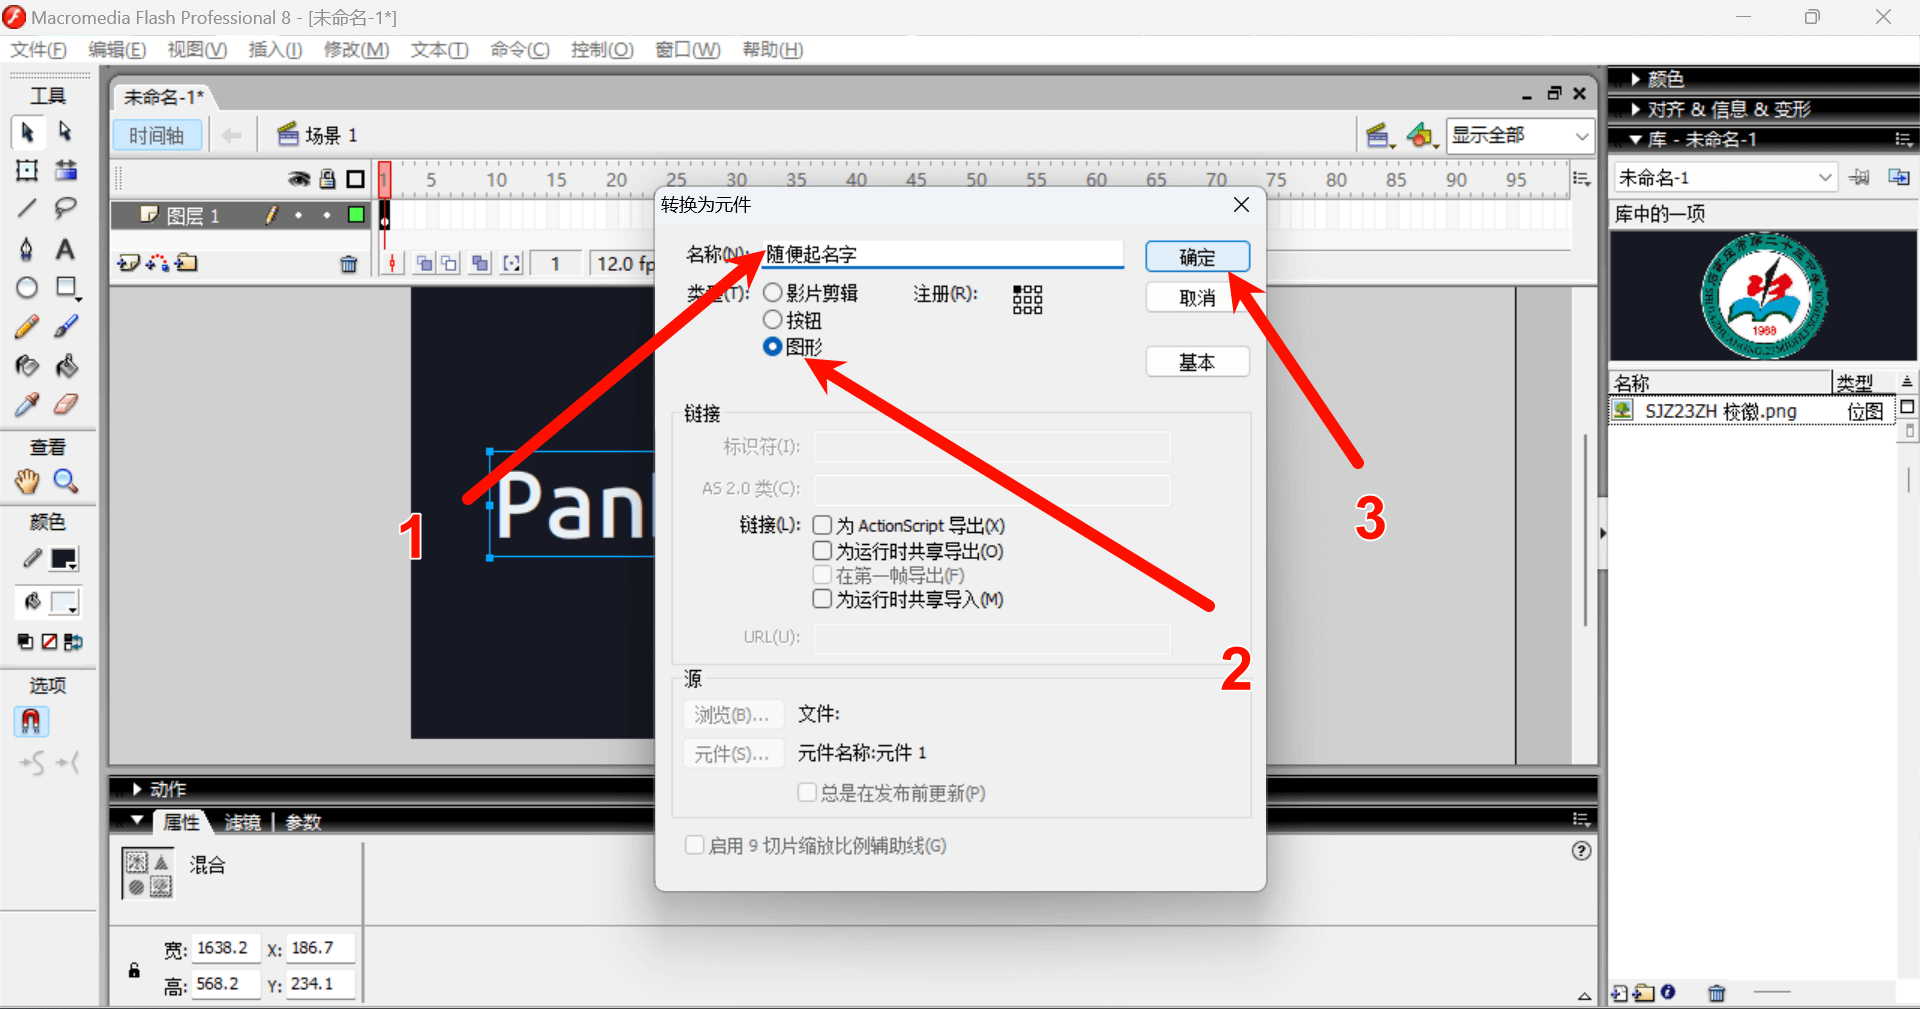 Macromedia Flash Professional 8 - [未命名-1*]
文件(F) 编辑(E) 视图(V) 插入(I) 修改(M) 文本(T) 命令(C) 控制(O) 窗口(W) 帮助(H)
工具
未命名-1*
时间轴
场景 1
显示全部
1 5 10 15 20 25 30 35 40 45 50 55 60 65 70 75 80 85 90 95
图层 1
1
12.0 fp
查看
颜色
选项
Pan
转换为元件
名称(N): 随便起名字
确定
类型(T): 影片剪辑
注册(R):
取消
按钮
图形
基本
链接
标识符(I):
AS 2.0 类(C):
链接(L): 为 ActionScript 导出(X)
为运行时共享导出(O)
在第一帧导出(F)
为运行时共享导入(M)
URL(U):
源
浏览(B)... 文件:
元件(S)... 元件名称:元件 1
总是在发布前更新(P)
启用 9 切片缩放比例辅助线(G)
1
2
3
动作
属性 滤镜 参数
混合
宽: 1638.2 X: 186.7
高: 568.2 Y: 234.1
颜色
对齐 & 信息 & 变形
库 - 未命名-1
未命名-1
库中的一项
1988
名称 类型
SJZ23ZH 校徽.png 位图